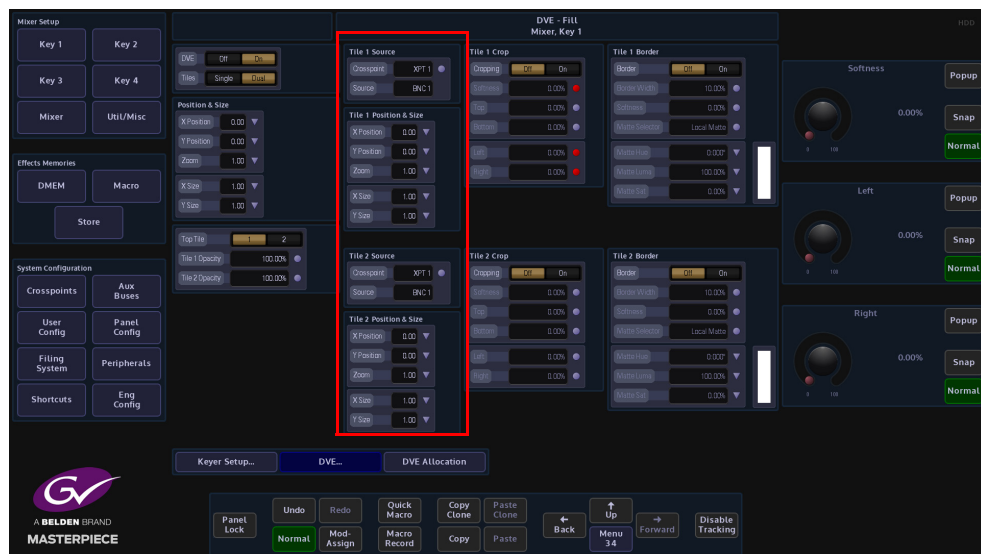 Mixer Setup
Key 1
Key 2
Key 3
Key 4
Mixer
Util/Misc
Effects Memories
DMEM
Macro
Store
System Configuration
Crosspoints
Aux
Buses
User
Config
Panel
Config
Filing
System
Peripherals
Shortcuts
Eng
Config
A BELDEN BRAND
MASTERPIECE
DVE - Fill
Mixer, Key 1
HDD
DVE Off On
Tiles Single Dual
Position & Size
X Position 0.00
Y Position 0.00
Zoom 1.00
X Size 1.00
Y Size 1.00
Top Tile 1 2
Tile 1 Opacity 100.00%
Tile 2 Opacity 100.00%
Tile 1 Source
Crosspoint XPT 1
Source BNC 1
Tile 1 Position & Size
X Position 0.00
Y Position 0.00
Zoom 1.00
X Size 1.00
Y Size 1.00
Tile 1 Crop
Cropping Off On
Softness 0.00%
Top 0.00%
Bottom 0.00%
Left 0.00%
Right 0.00%
Tile 1 Border
Border Off On
Border Width 10.00%
Softness 0.00%
Matte Selector Local Matte
Matte Hue 0.000°
Matte Luma 100.00%
Matte Sat 0.00%
Tile 2 Source
Crosspoint XPT 1
Source BNC 1
Tile 2 Position & Size
X Position 0.00
Y Position 0.00
Zoom 1.00
X Size 1.00
Y Size 1.00
Tile 2 Crop
Cropping Off On
Softness 0.00%
Top 0.00%
Bottom 0.00%
Left 0.00%
Right 0.00%
Tile 2 Border
Border Off On
Border Width 10.00%
Softness 0.00%
Matte Selector Local Matte
Matte Hue 0.000°
Matte Luma 100.00%
Matte Sat 0.00%
Softness
0.00%
0 100
Popup
Snap
Normal
Left
0.00%
0 100
Popup
Snap
Normal
Right
0.00%
0 100
Popup
Snap
Normal
Keyer Setup...
DVE...
DVE Allocation
Panel
Lock
Undo
Redo
Normal
Mod-
Assign
Quick
Macro
Macro
Record
Copy
Clone
Paste
Clone
Copy
Paste
← Back
↑ Up
Menu
34
→ Forward
Disable
Tracking